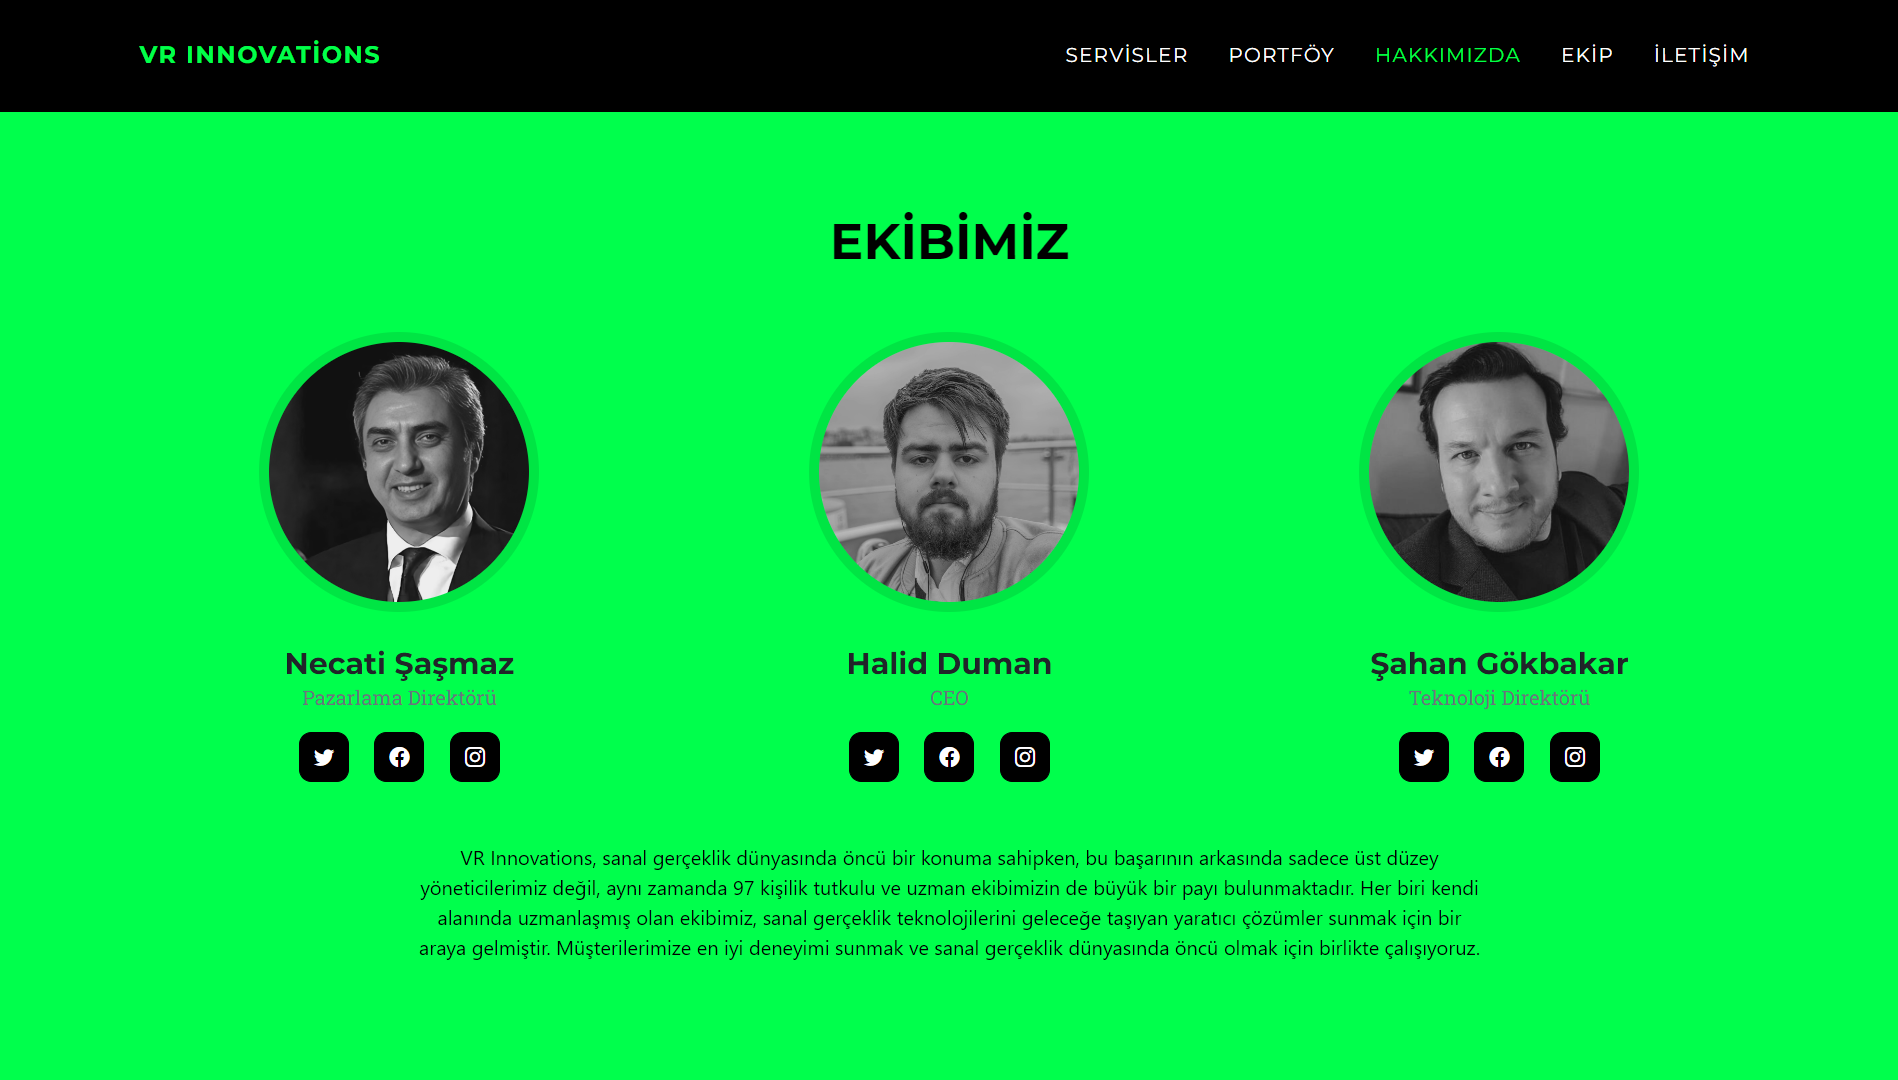 VR INNOVATİONS
SERVİSLER PORTFÖY HAKKIMIZDA EKİP İLETİŞİM
EKİBİMİZ
Necati Şaşmaz
Pazarlama Direktörü
Halid Duman
CEO
Şahan Gökbakar
Teknoloji Direktörü
VR Innovations, sanal gerçeklik dünyasında öncü bir konuma sahipken, bu başarının arkasında sadece üst düzey
yöneticilerimiz değil, aynı zamanda 97 kişilik tutkulu ve uzman ekibimizin de büyük bir payı bulunmaktadır. Her biri kendi
alanında uzmanlaşmış olan ekibimiz, sanal gerçeklik teknolojilerini geleceğe taşıyan yaratıcı çözümler sunmak için bir
araya gelmiştir. Müşterilerimize en iyi deneyimi sunmak ve sanal gerçeklik dünyasında öncü olmak için birlikte çalışıyoruz.